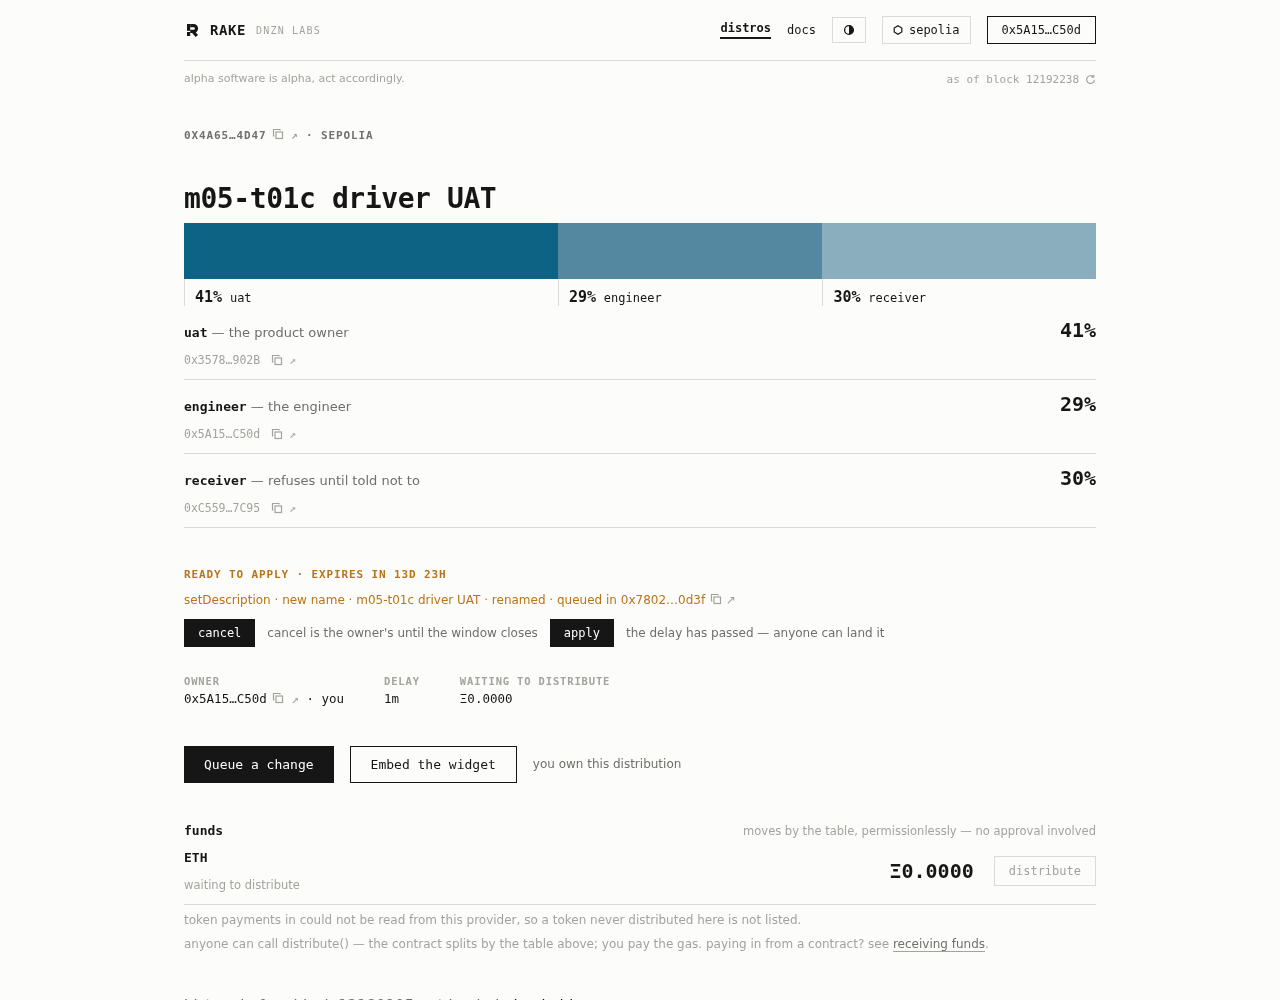 RAKE DNZN LABS distros docs sepolia 0x5A15…C50d
alpha software is alpha, act accordingly. as of block 12192238
0X4A65…4D47 ↗ · SEPOLIA
m05-t01c driver UAT
41% uat 29% engineer 30% receiver
uat — the product owner 41%
0x3578…902B ↗
engineer — the engineer 29%
0x5A15…C50d ↗
receiver — refuses until told not to 30%
0xC559…7C95 ↗
READY TO APPLY · EXPIRES IN 13D 23H
setDescription · new name · m05-t01c driver UAT · renamed · queued in 0x7802…0d3f ↗
cancel cancel is the owner's until the window closes apply the delay has passed — anyone can land it
OWNER DELAY WAITING TO DISTRIBUTE
0x5A15…C50d ↗ · you 1m Ξ0.0000
Queue a change Embed the widget you own this distribution
funds moves by the table, permissionlessly — no approval involved
ETH
waiting to distribute Ξ0.0000 distribute
token payments in could not be read from this provider, so a token never distributed here is not listed.
anyone can call distribute() — the contract splits by the table above; you pay the gas. paying in from a contract? see receiving funds.